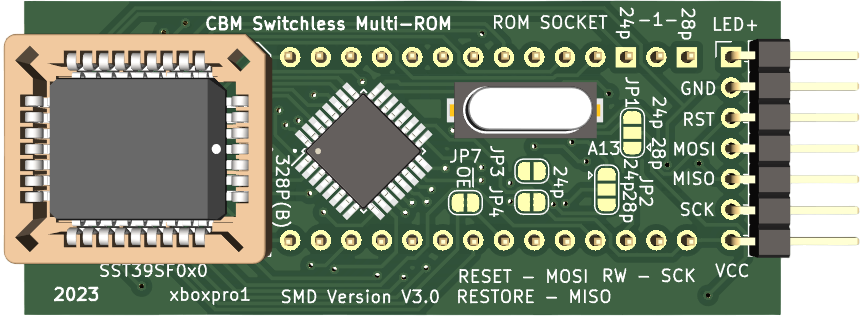 CBM Switchless Multi-ROM
ROM SOCKET
24p
-1-
28p
LED+
GND
RST
MOSI
MISO
SCK
VCC
JP1
24p 28p
A13
24p28p
JP2
JP7
OE
JP3
JP4
24p
328P(B)
SST39SF0x0
2023
xboxpro1
SMD Version V3.0
RESET - MOSI RW - SCK
RESTORE - MISO